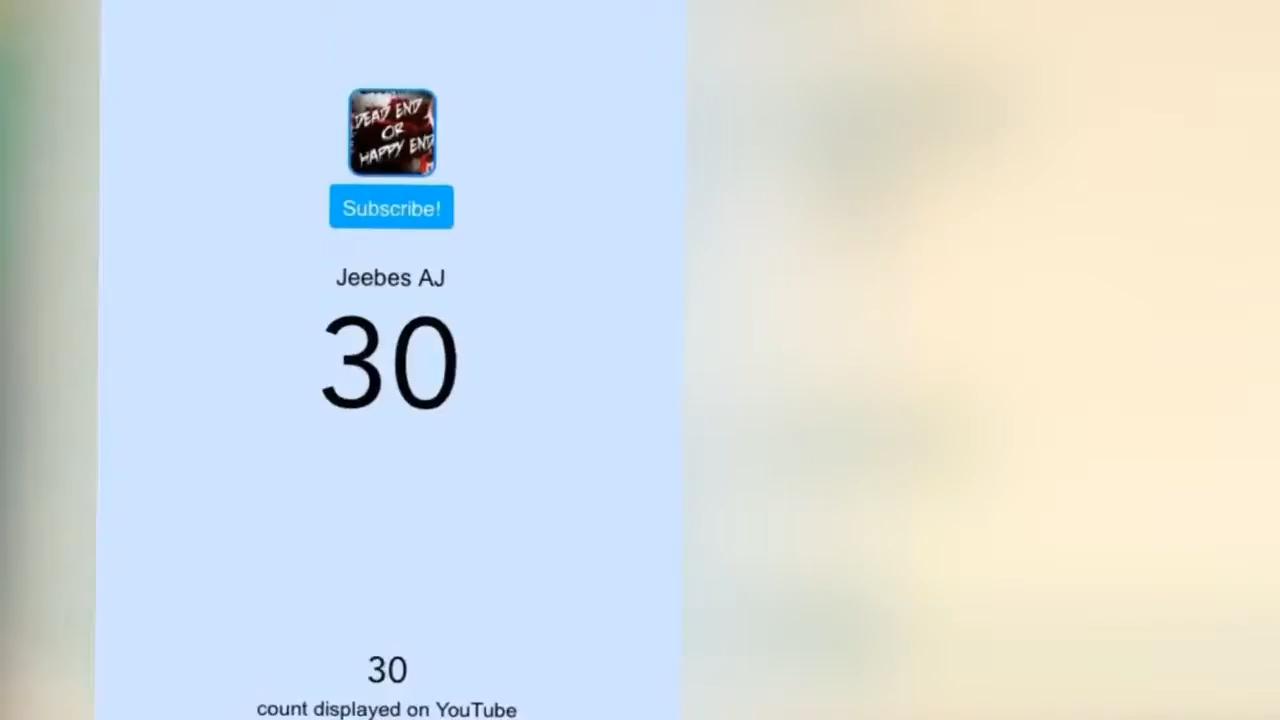 DEAD END
OR
HAPPY END
Subscribe!
Jeebes AJ
30
30
count displayed on YouTube